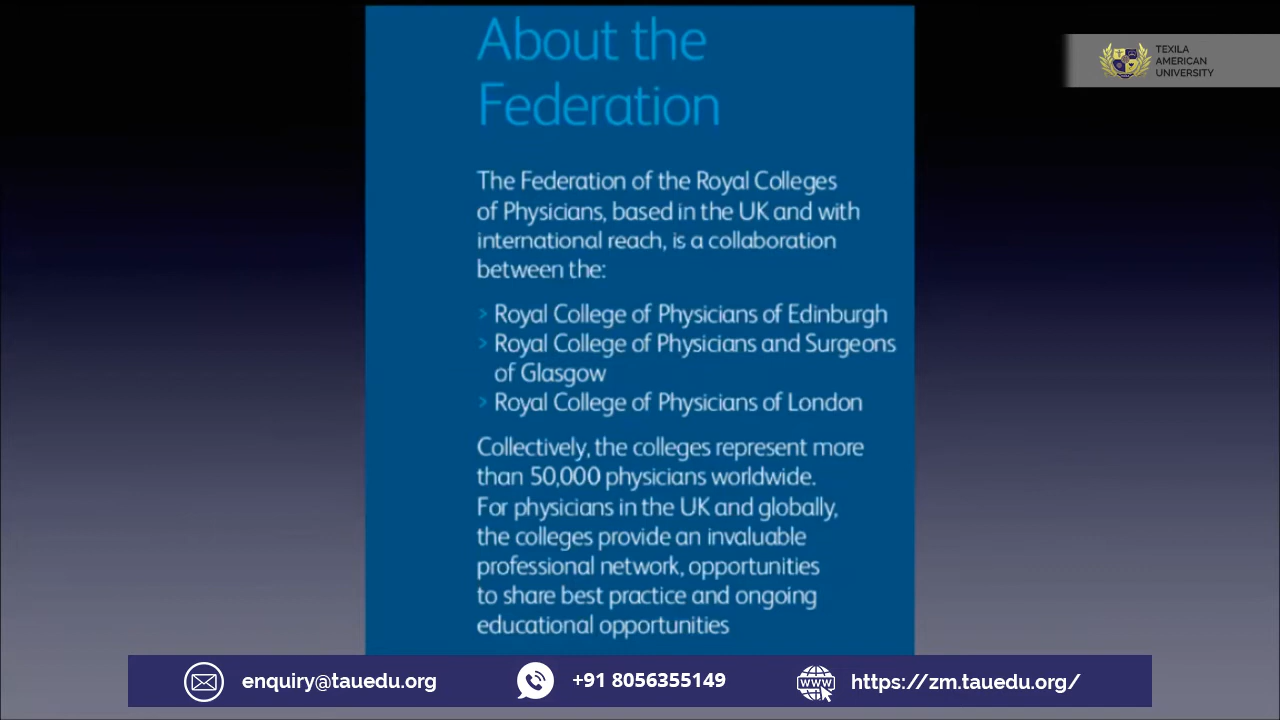 About the
Federation
TEXILA
AMERICAN
UNIVERSITY
The Federation of the Royal Colleges
of Physicians, based in the UK and with
international reach, is a collaboration
between the:
> Royal College of Physicians of Edinburgh
> Royal College of Physicians and Surgeons
of Glasgow
> Royal College of Physicians of London
Collectively, the colleges represent more
than 50,000 physicians worldwide.
For physicians in the UK and globally,
the colleges provide an invaluable
professional network, opportunities
to share best practice and ongoing
educational opportunities
enquiry@tauedu.org
+91 8056355149
WWW
https://zm.tauedu.org/